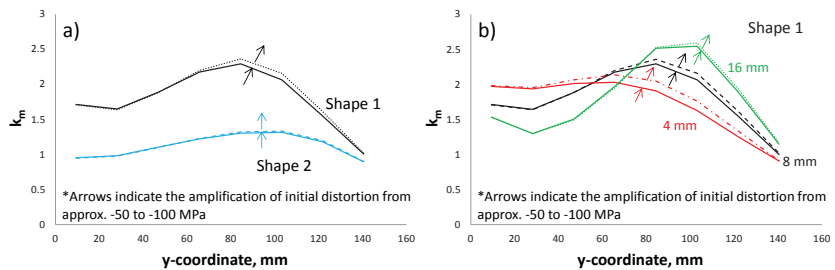 a)
3
2.5
2
1.5
1
0.5
0
k_m
Shape 1
Shape 2
*Arrows indicate the amplification of initial distortion from
approx. -50 to -100 MPa
0 20 40 60 80 100 120 140 160
y-coordinate, mm
b)
Shape 1
3
2.5
2
1.5
1
0.5
0
k_m
16 mm
4 mm
8 mm
*Arrows indicate the amplification of initial distortion from
approx. -50 to -100 MPa
0 20 40 60 80 100 120 140 160
y-coordinate, mm